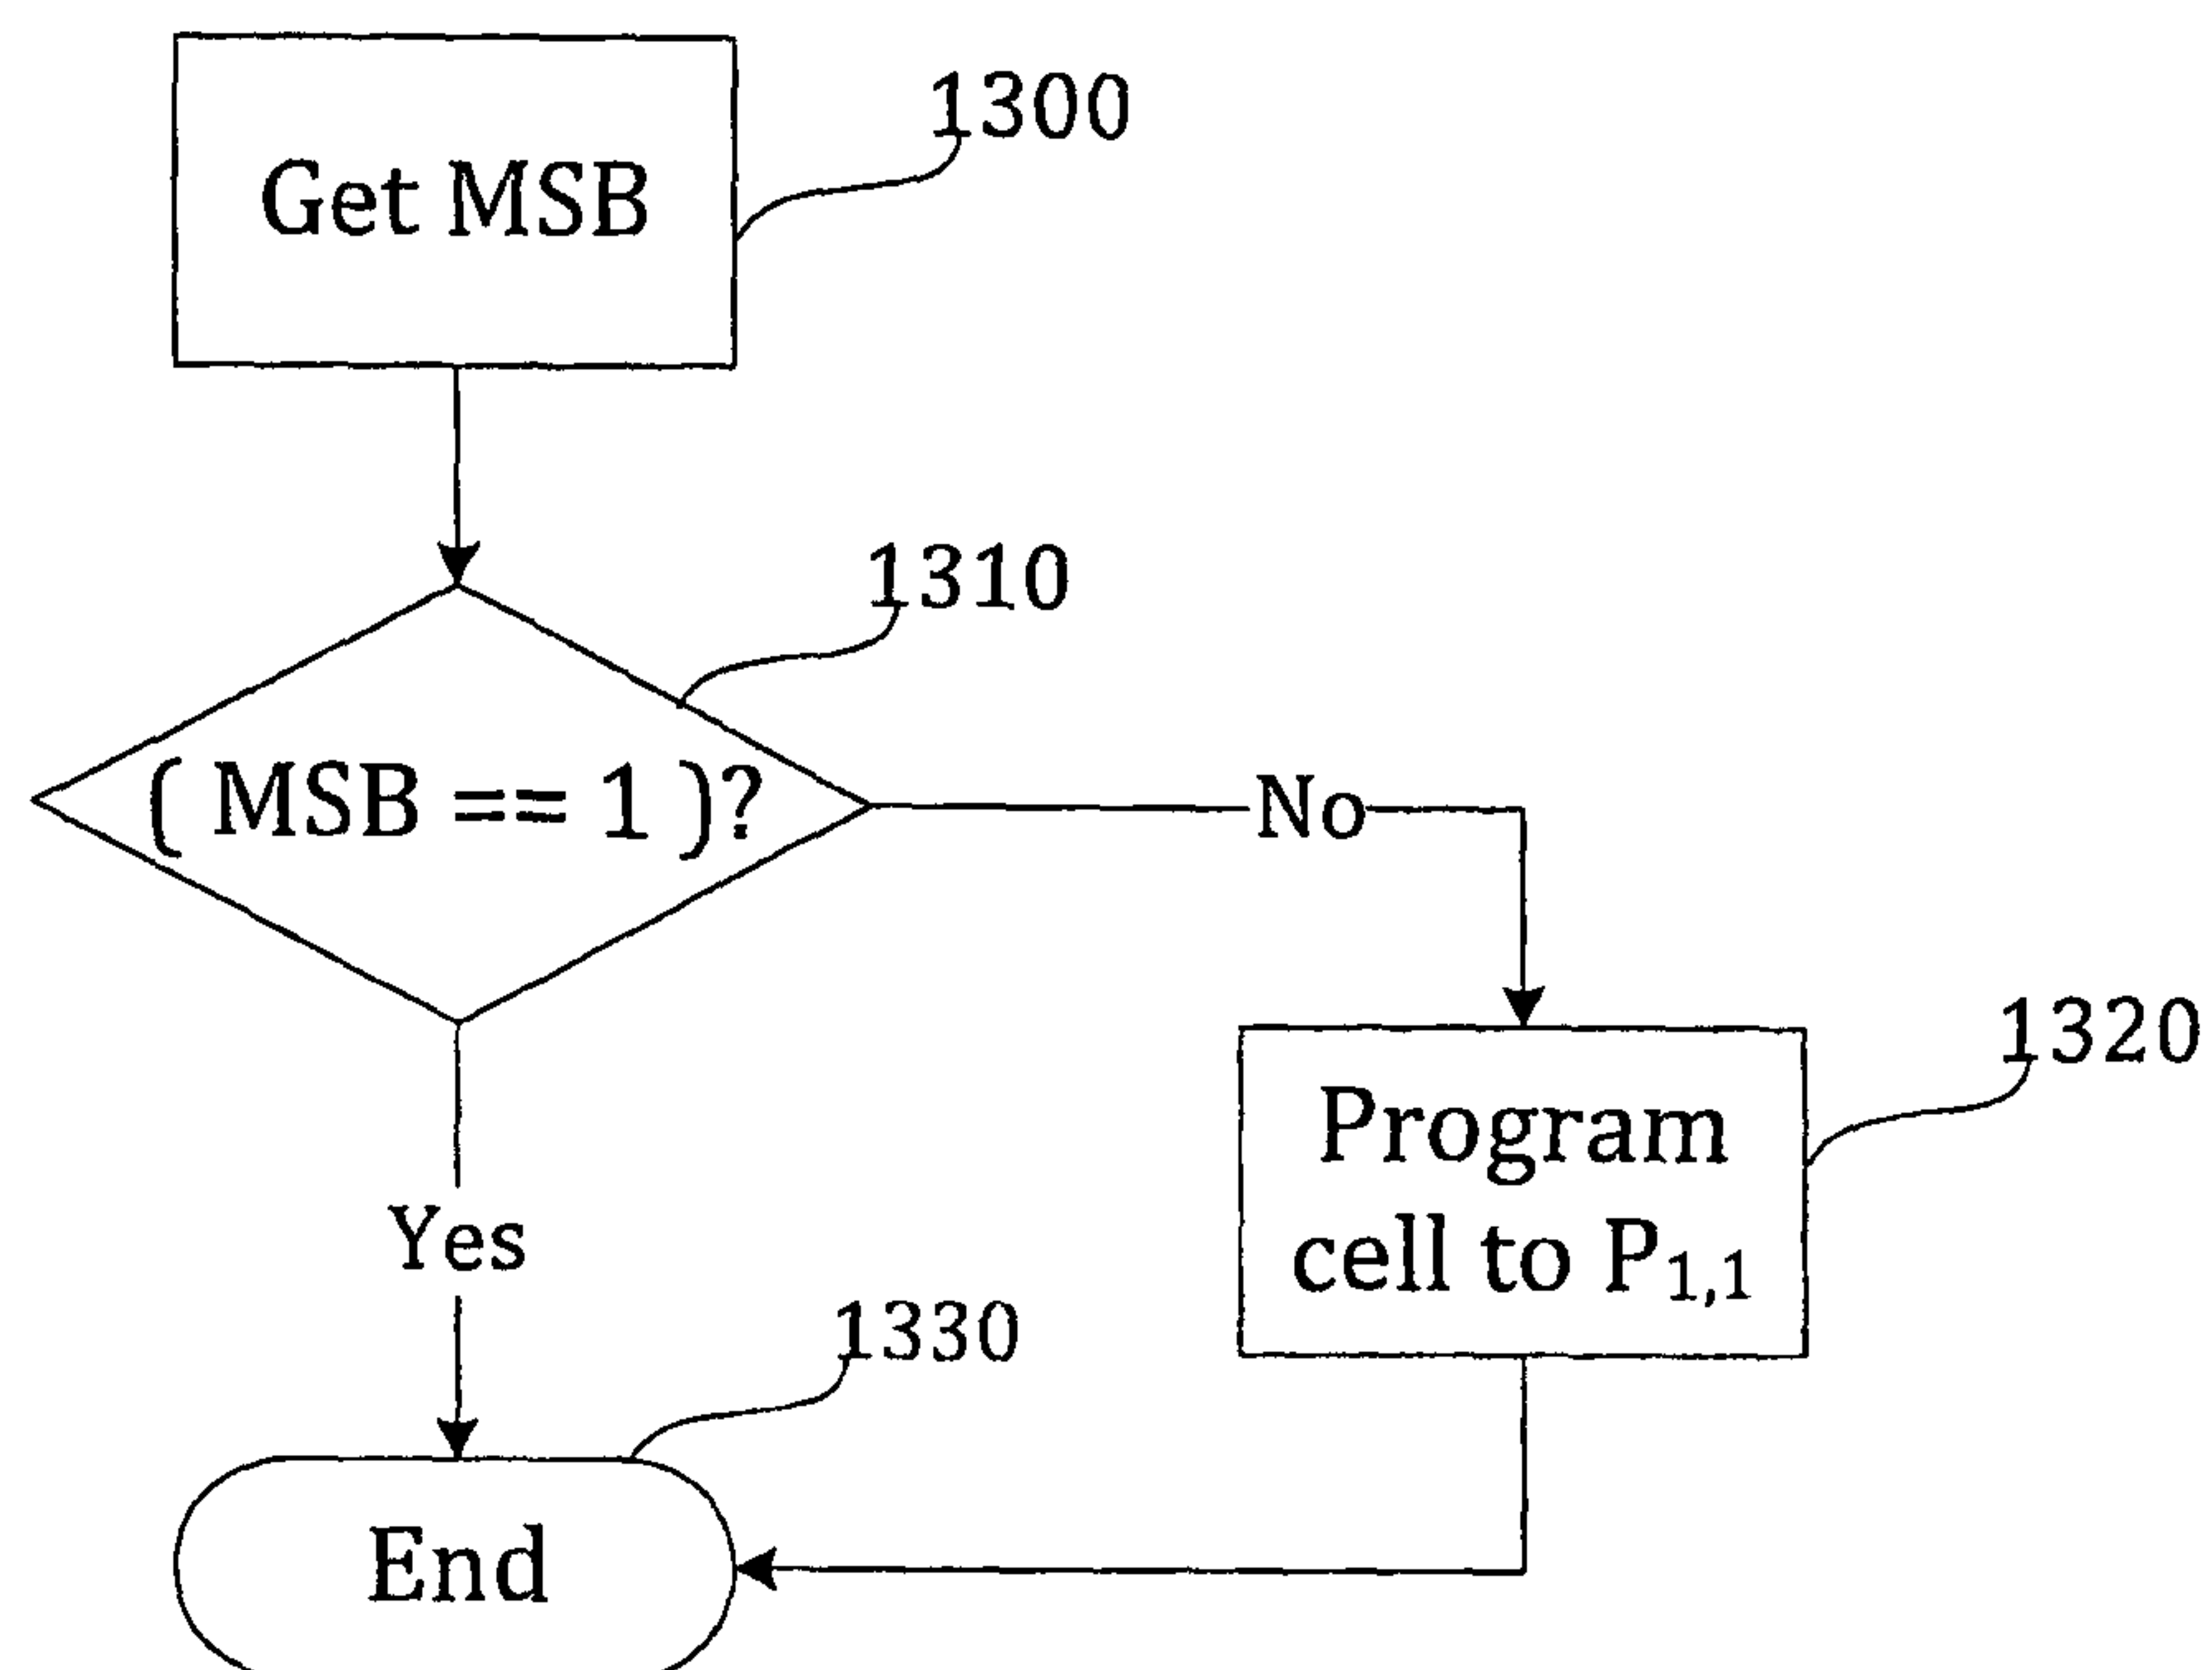 1300
Get MSB
1310
( MSB == 1 )?
No
1320
Program
cell to P1,1
Yes
1330
End